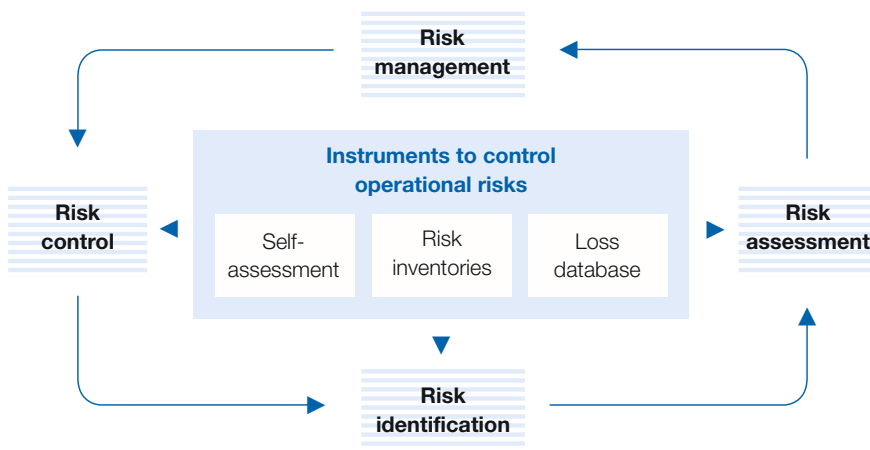 Risk
management
Instruments to control
operational risks
Risk
control
Self-
assessment
Risk
inventories
Loss
database
Risk
assessment
Risk
identification